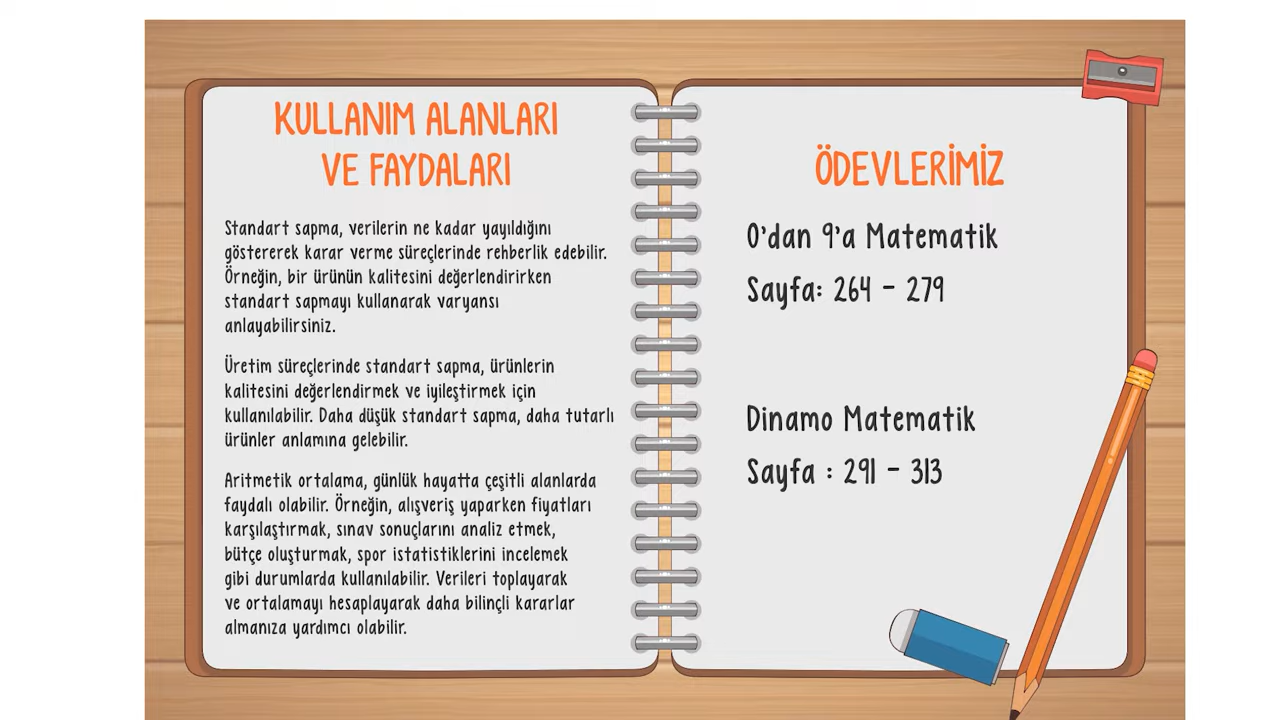 KULLANIM ALANLARI
VE FAYDALARI
Standart sapma, verilerin ne kadar yayıldığını
göstererek karar verme süreçlerinde rehberlik edebilir.
Örneğin, bir ürünün kalitesini değerlendirirken
standart sapmayı kullanarak varyansı
anlayabilirsiniz.
Üretim süreçlerinde standart sapma, ürünlerin
kalitesini değerlendirmek ve iyileştirmek için
kullanılabilir. Daha düşük standart sapma, daha tutarlı
ürünler anlamına gelebilir.
Aritmetik ortalama, günlük hayatta çeşitli alanlarda
faydalı olabilir. Örneğin, alışveriş yaparken fiyatları
karşılaştırmak, sınav sonuçlarını analiz etmek,
bütçe oluşturmak, spor istatistiklerini incelemek
gibi durumlarda kullanılabilir. Verileri toplayarak
ve ortalamayı hesaplayarak daha bilinçli kararlar
almanıza yardımcı olabilir.
ÖDEVLERİMİZ
0'dan 9'a Matematik
Sayfa: 264 - 279
Dinamo Matematik
Sayfa : 291 - 313